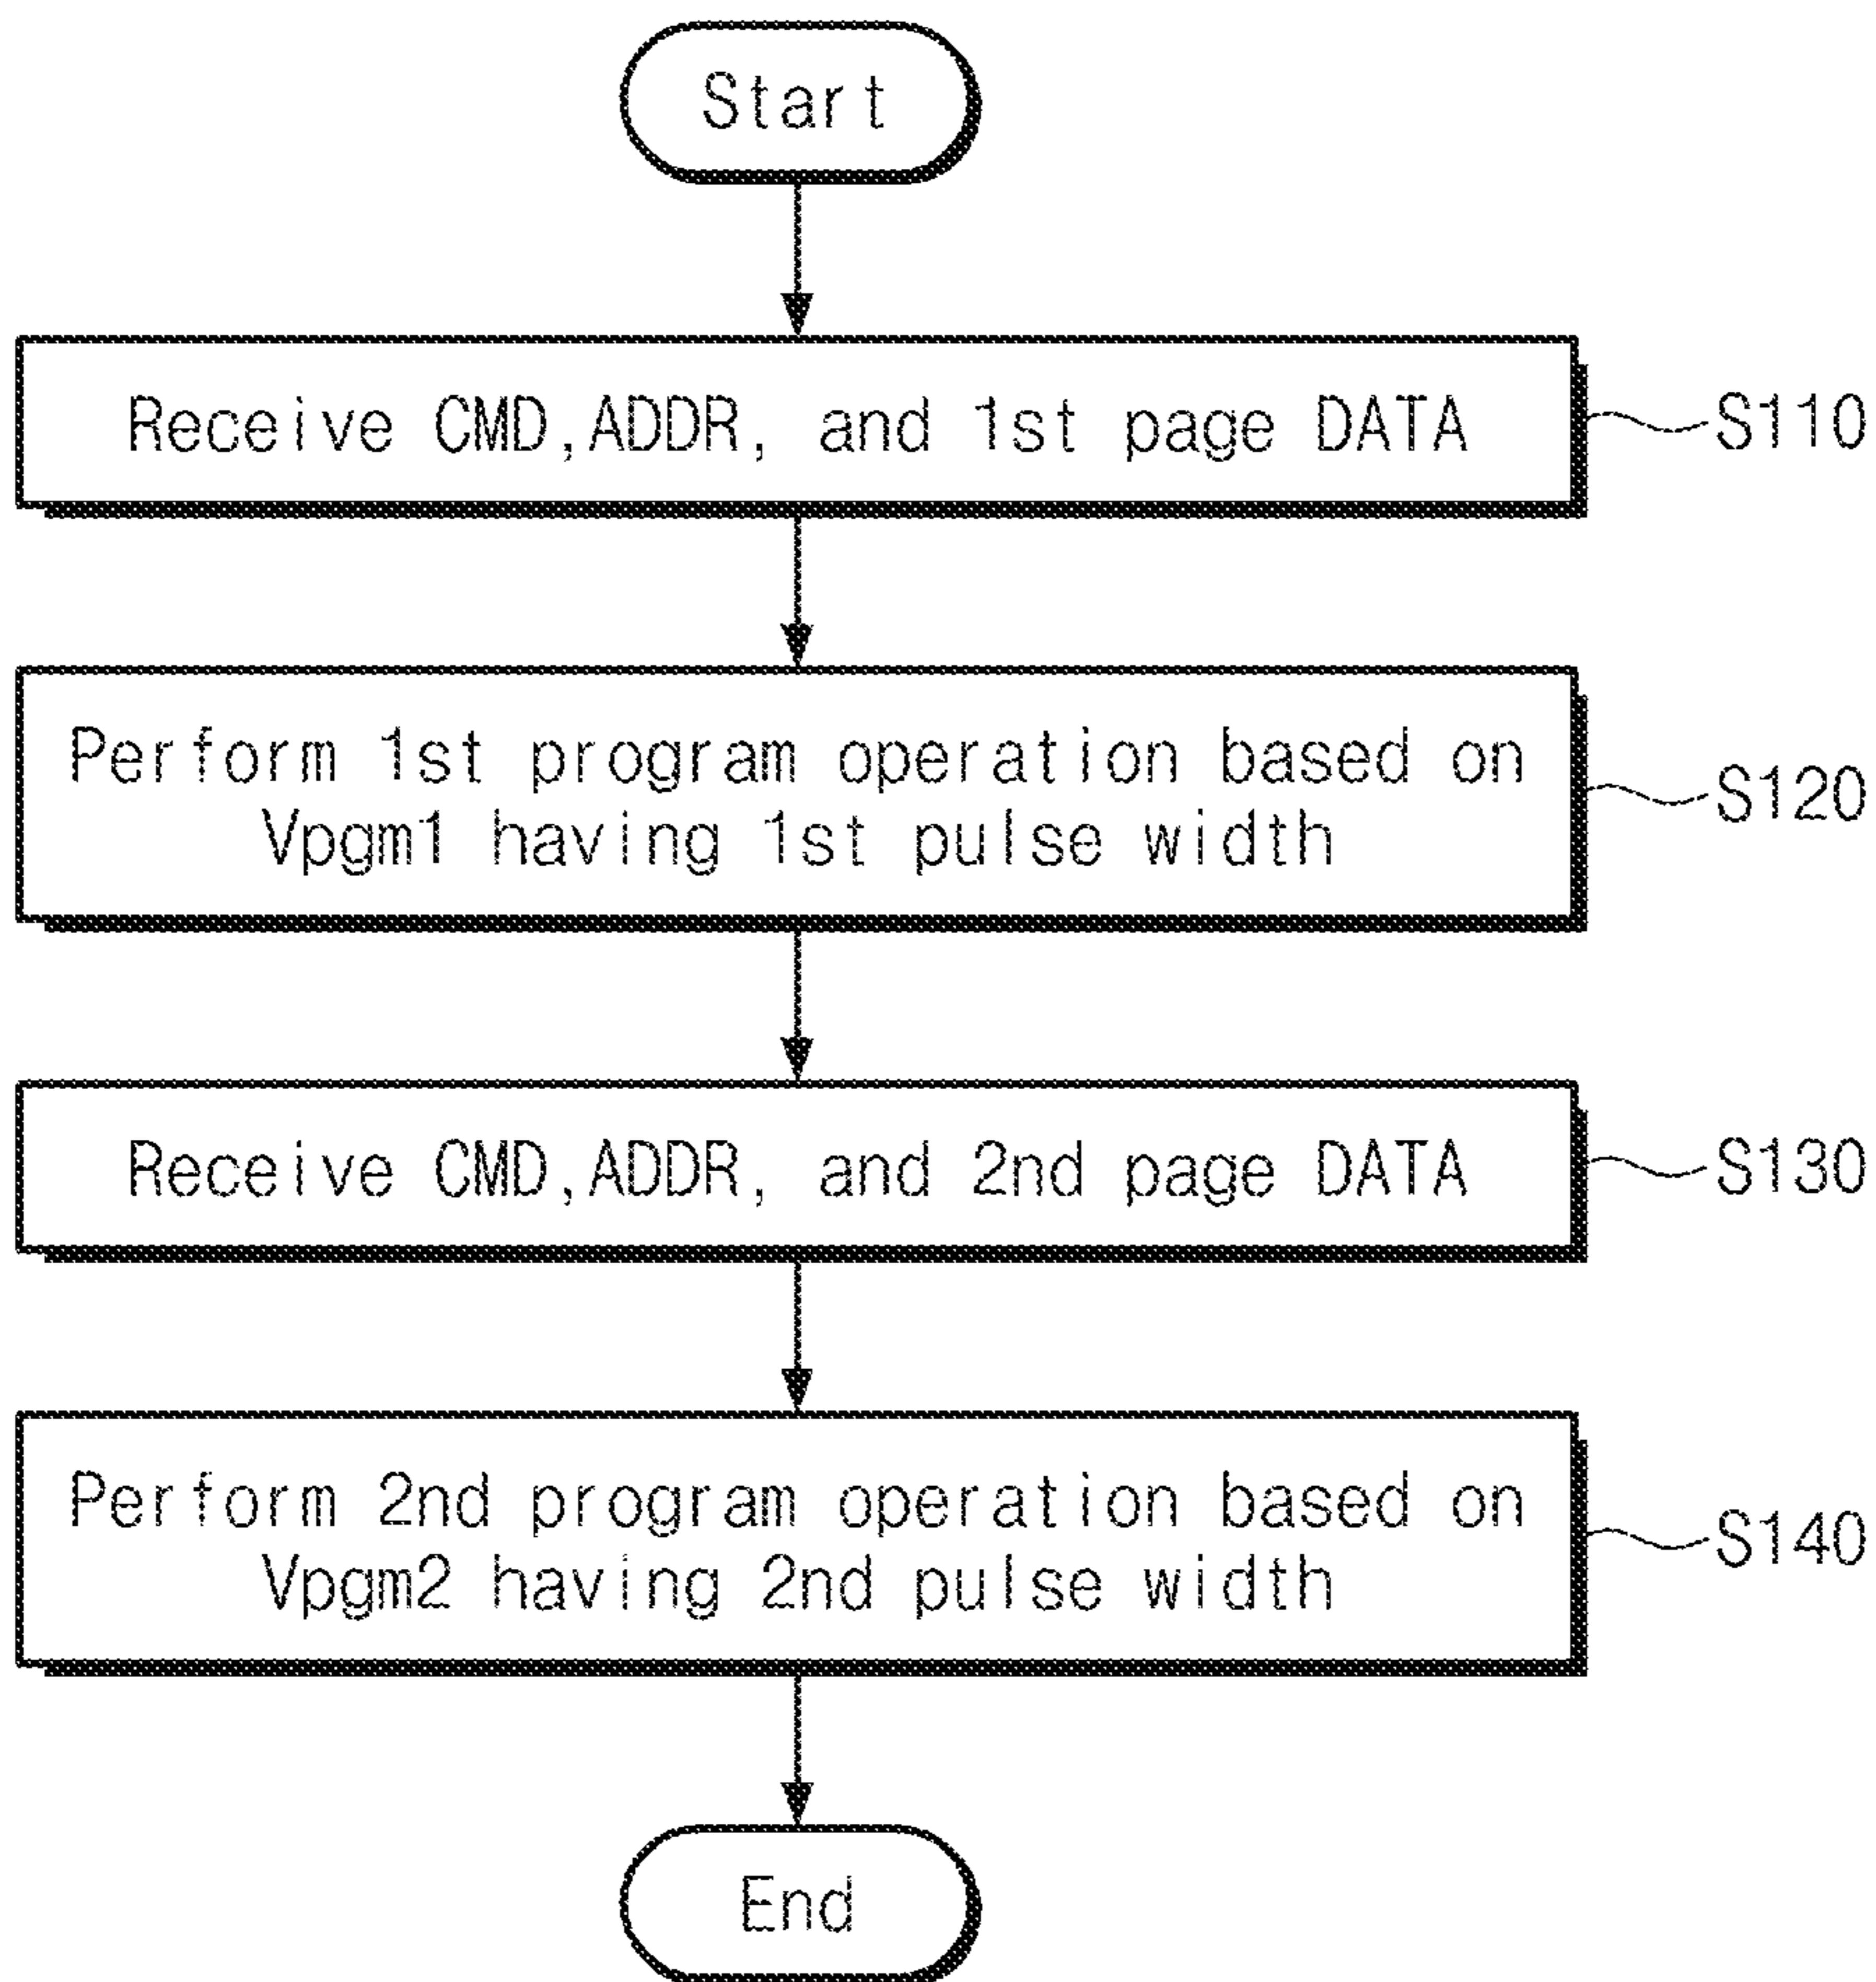 Start
Receive CMD,ADDR, and 1st page DATA
S110
Perform 1st program operation based on
Vpgm1 having 1st pulse width
S120
Receive CMD,ADDR, and 2nd page DATA
S130
Perform 2nd program operation based on
Vpgm2 having 2nd pulse width
S140
End